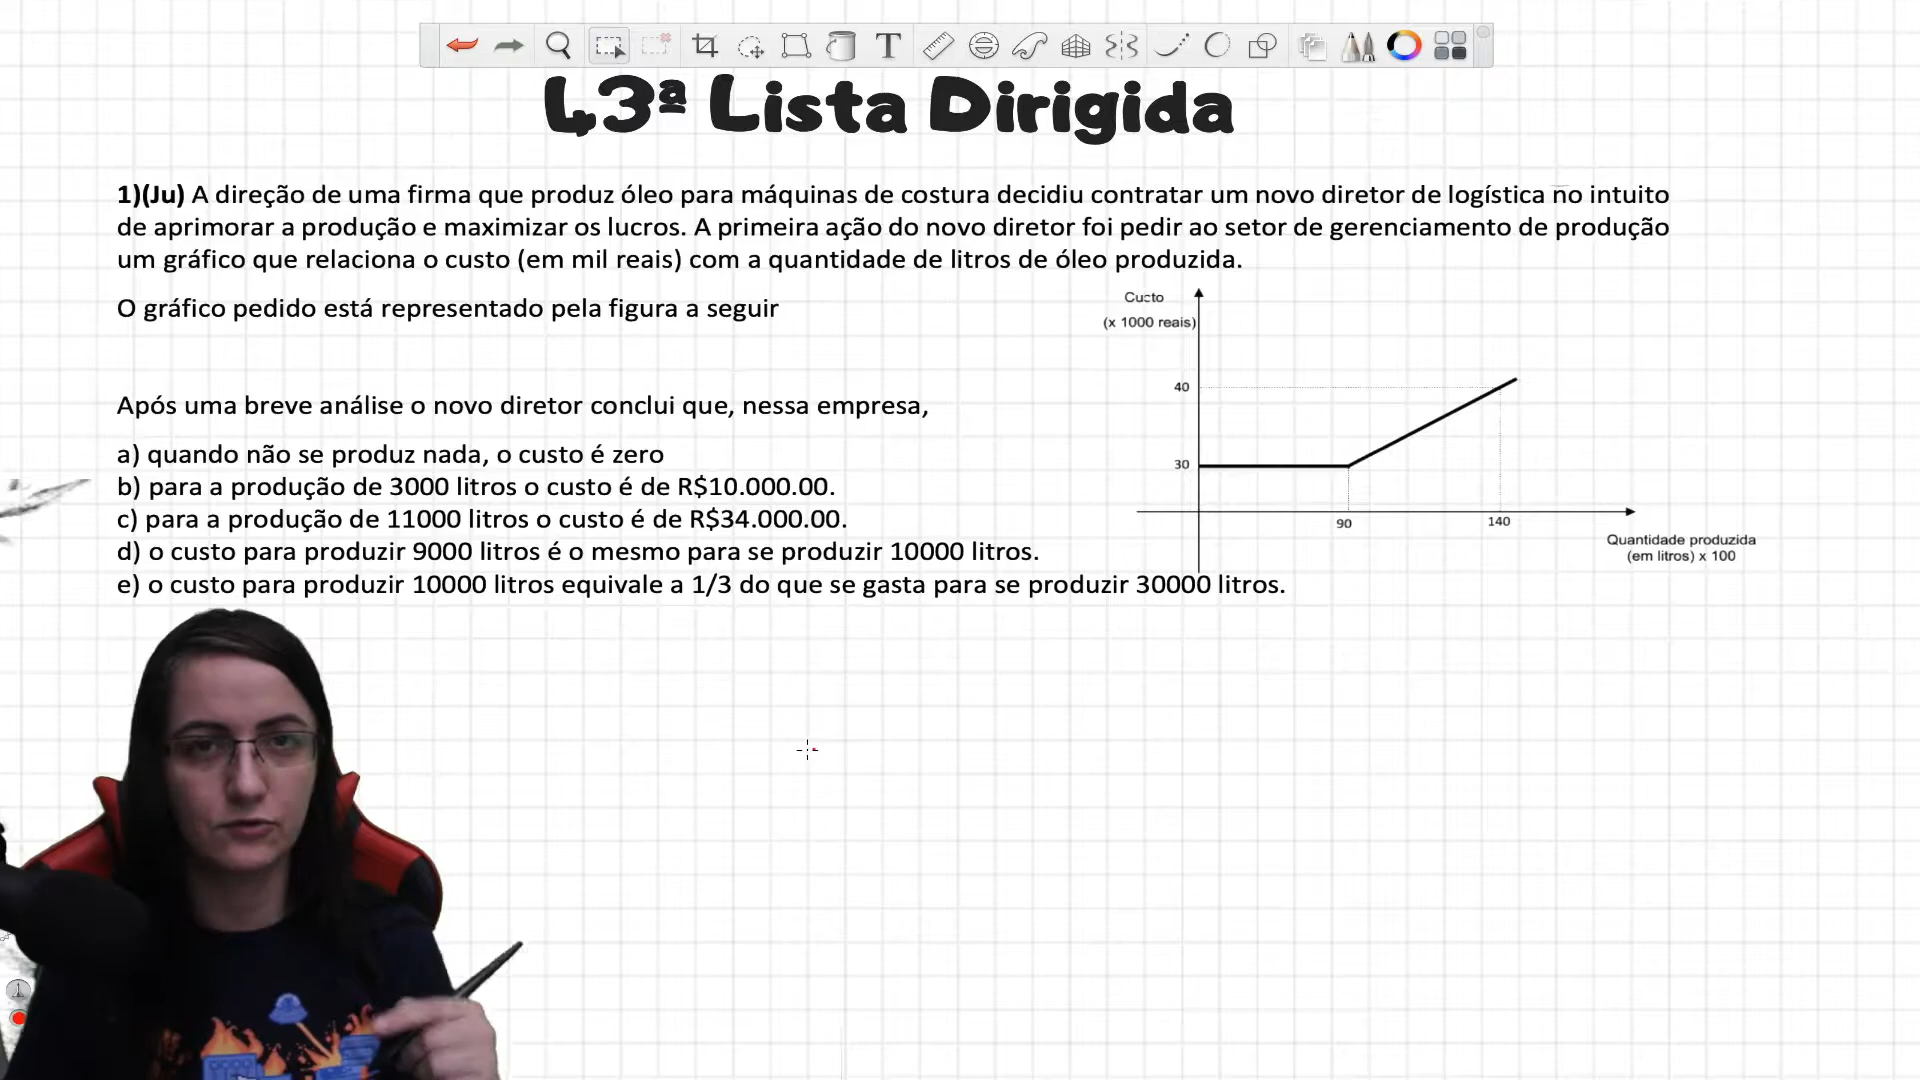 43ª Lista Dirigida
1)(Ju) A direção de uma firma que produz óleo para máquinas de costura decidiu contratar um novo diretor de logística no intuito
de aprimorar a produção e maximizar os lucros. A primeira ação do novo diretor foi pedir ao setor de gerenciamento de produção
um gráfico que relaciona o custo (em mil reais) com a quantidade de litros de óleo produzida.
O gráfico pedido está representado pela figura a seguir
Custo
(x 1000 reais)
40
30
90
140
Quantidade produzida
(em litros) x 100
Após uma breve análise o novo diretor conclui que, nessa empresa,
a) quando não se produz nada, o custo é zero
b) para a produção de 3000 litros o custo é de R$10.000.00.
c) para a produção de 11000 litros o custo é de R$34.000.00.
d) o custo para produzir 9000 litros é o mesmo para se produzir 10000 litros.
e) o custo para produzir 10000 litros equivale a 1/3 do que se gasta para se produzir 30000 litros.